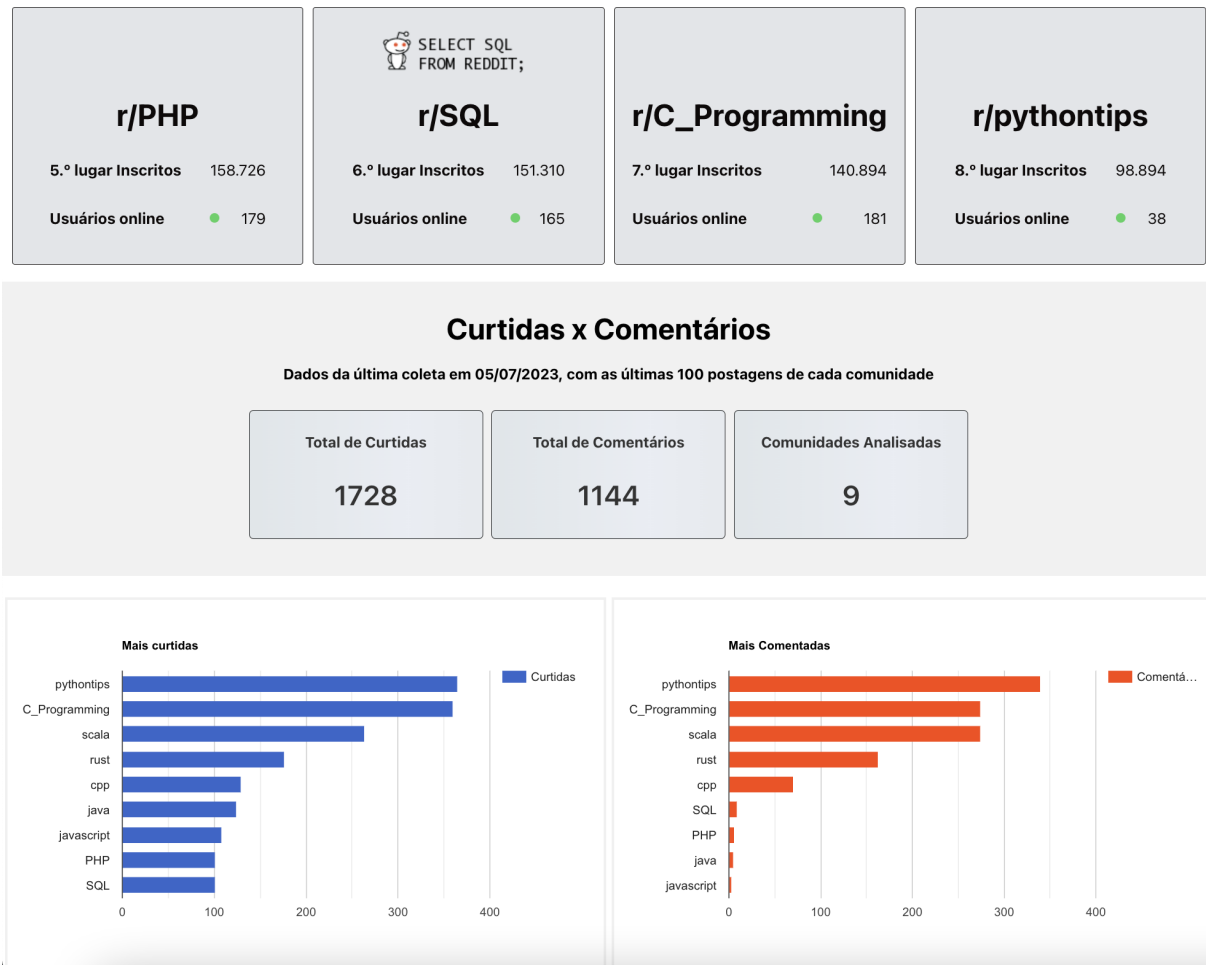 SELECT SQL
FROM REDDIT;
r/PHP
5.º lugar Inscritos 158.726
Usuários online 179
r/SQL
6.º lugar Inscritos 151.310
Usuários online 165
r/C_Programming
7.º lugar Inscritos 140.894
Usuários online 181
r/pythontips
8.º lugar Inscritos 98.894
Usuários online 38
Curtidas x Comentários
Dados da última coleta em 05/07/2023, com as últimas 100 postagens de cada comunidade
Total de Curtidas
1728
Total de Comentários
1144
Comunidades Analisadas
9
Mais curtidas
Curtidas
pythontips
C_Programming
scala
rust
cpp
java
javascript
PHP
SQL
0 100 200 300 400
Mais Comentadas
Comentá...
pythontips
C_Programming
scala
rust
cpp
SQL
PHP
java
javascript
0 100 200 300 400